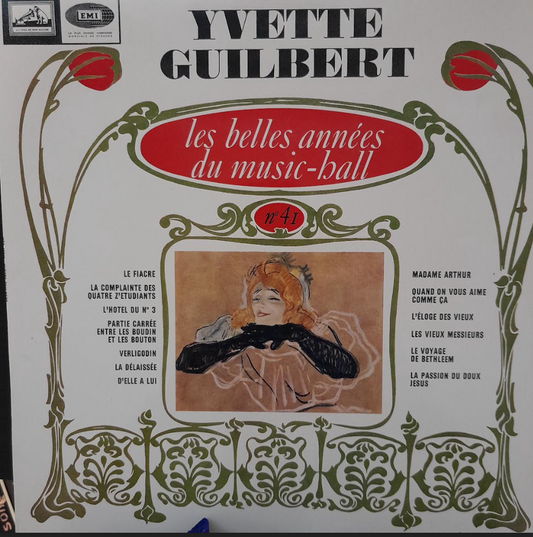 YVETTE
GUILBERT
EMI
les belles années
du music-hall
n° 41
LE FIACRE
LA COMPLAINTE DES
QUATRE Z'ETUDIANTS
L'HOTEL DU N° 3
PARTIE CARRÉE
ENTRE LES BOUDIN
ET LES BOUTON
VERLIGODIN
LA DÉLAISSÉE
D'ELLE A LUI
MADAME ARTHUR
QUAND ON VOUS AIME
COMME ÇA
L'ÉLOGE DES VIEUX
LES VIEUX MESSIEURS
LE VOYAGE
DE BETHLEEM
LA PASSION DU DOUX
JESUS